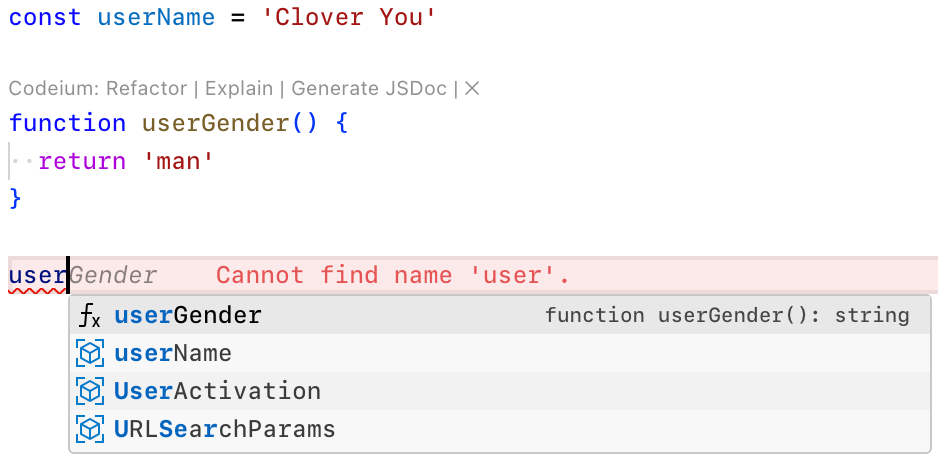 const userName = 'Clover You'
Codeium: Refactor | Explain | Generate JSDoc | ×
function userGender() {
··return 'man'
}
userGender Cannot find name 'user'.
userGender function userGender(): string
userName
UserActivation
URLSearchParams